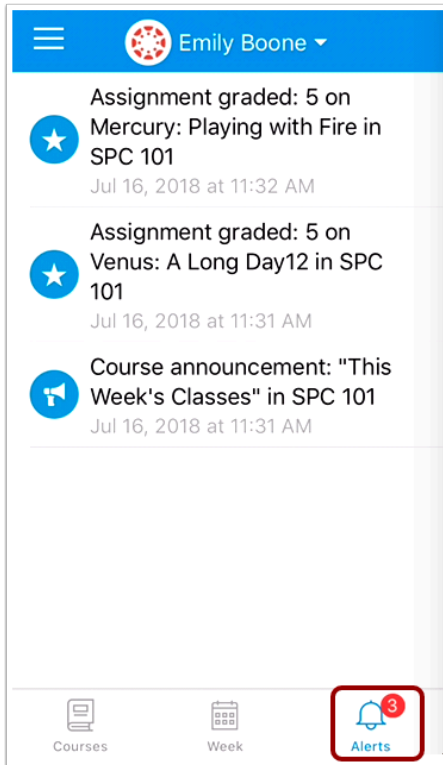 Emily Boone
Assignment graded: 5 on
Mercury: Playing with Fire in
SPC 101
Jul 16, 2018 at 11:32 AM
Assignment graded: 5 on
Venus: A Long Day12 in SPC
101
Jul 16, 2018 at 11:31 AM
Course announcement: "This
Week's Classes" in SPC 101
Jul 16, 2018 at 11:31 AM
3
Courses Week Alerts